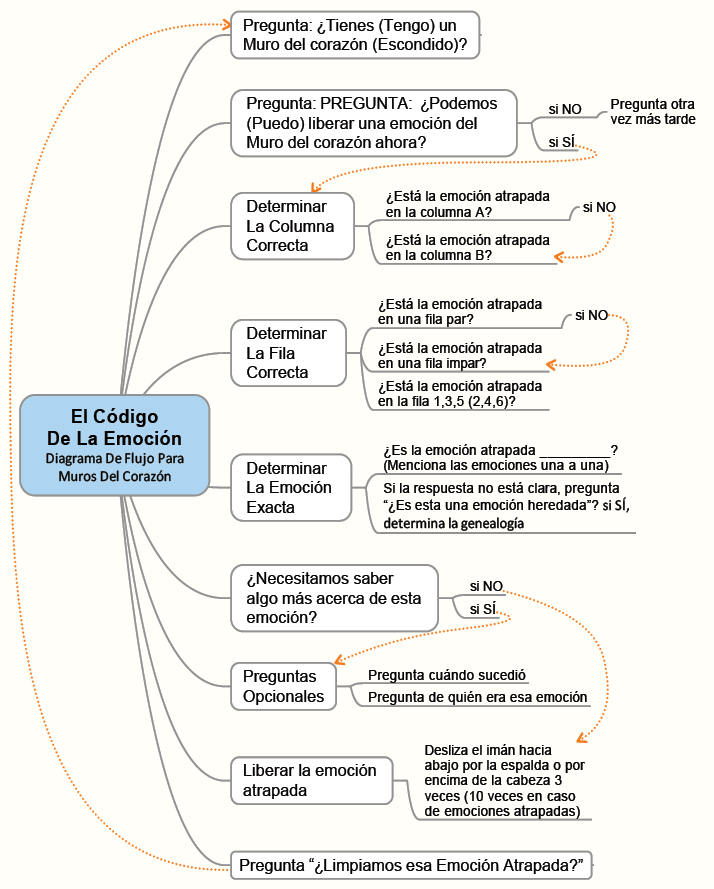 Pregunta: ¿Tienes (Tengo) un
Muro del corazón (Escondido)?
Pregunta: PREGUNTA: ¿Podemos
(Puedo) liberar una emoción del
Muro del corazón ahora?
si NO
Pregunta otra
vez más tarde
si SÍ
Determinar
La Columna
Correcta
¿Está la emoción atrapada
en la columna A?
si NO
¿Está la emoción atrapada
en la columna B?
Determinar
La Fila
Correcta
¿Está la emoción atrapada
en una fila par?
si NO
¿Está la emoción atrapada
en una fila impar?
¿Está la emoción atrapada
en la fila 1,3,5 (2,4,6)?
El Código
De La Emoción
Diagrama De Flujo Para
Muros Del Corazón
Determinar
La Emoción
Exacta
¿Es la emoción atrapada _________?
(Menciona las emociones una a una)
Si la respuesta no está clara, pregunta
“¿Es esta una emoción heredada”? si SÍ,
determina la genealogía
¿Necesitamos saber
algo más acerca de esta
emoción?
si NO
si SÍ
Preguntas
Opcionales
Pregunta cuándo sucedió
Pregunta de quién era esa emoción
Liberar la emoción
atrapada
Desliza el imán hacia
abajo por la espalda o por
encima de la cabeza 3
veces (10 veces en caso
de emociones atrapadas)
Pregunta “¿Limpiamos esa Emoción Atrapada?”